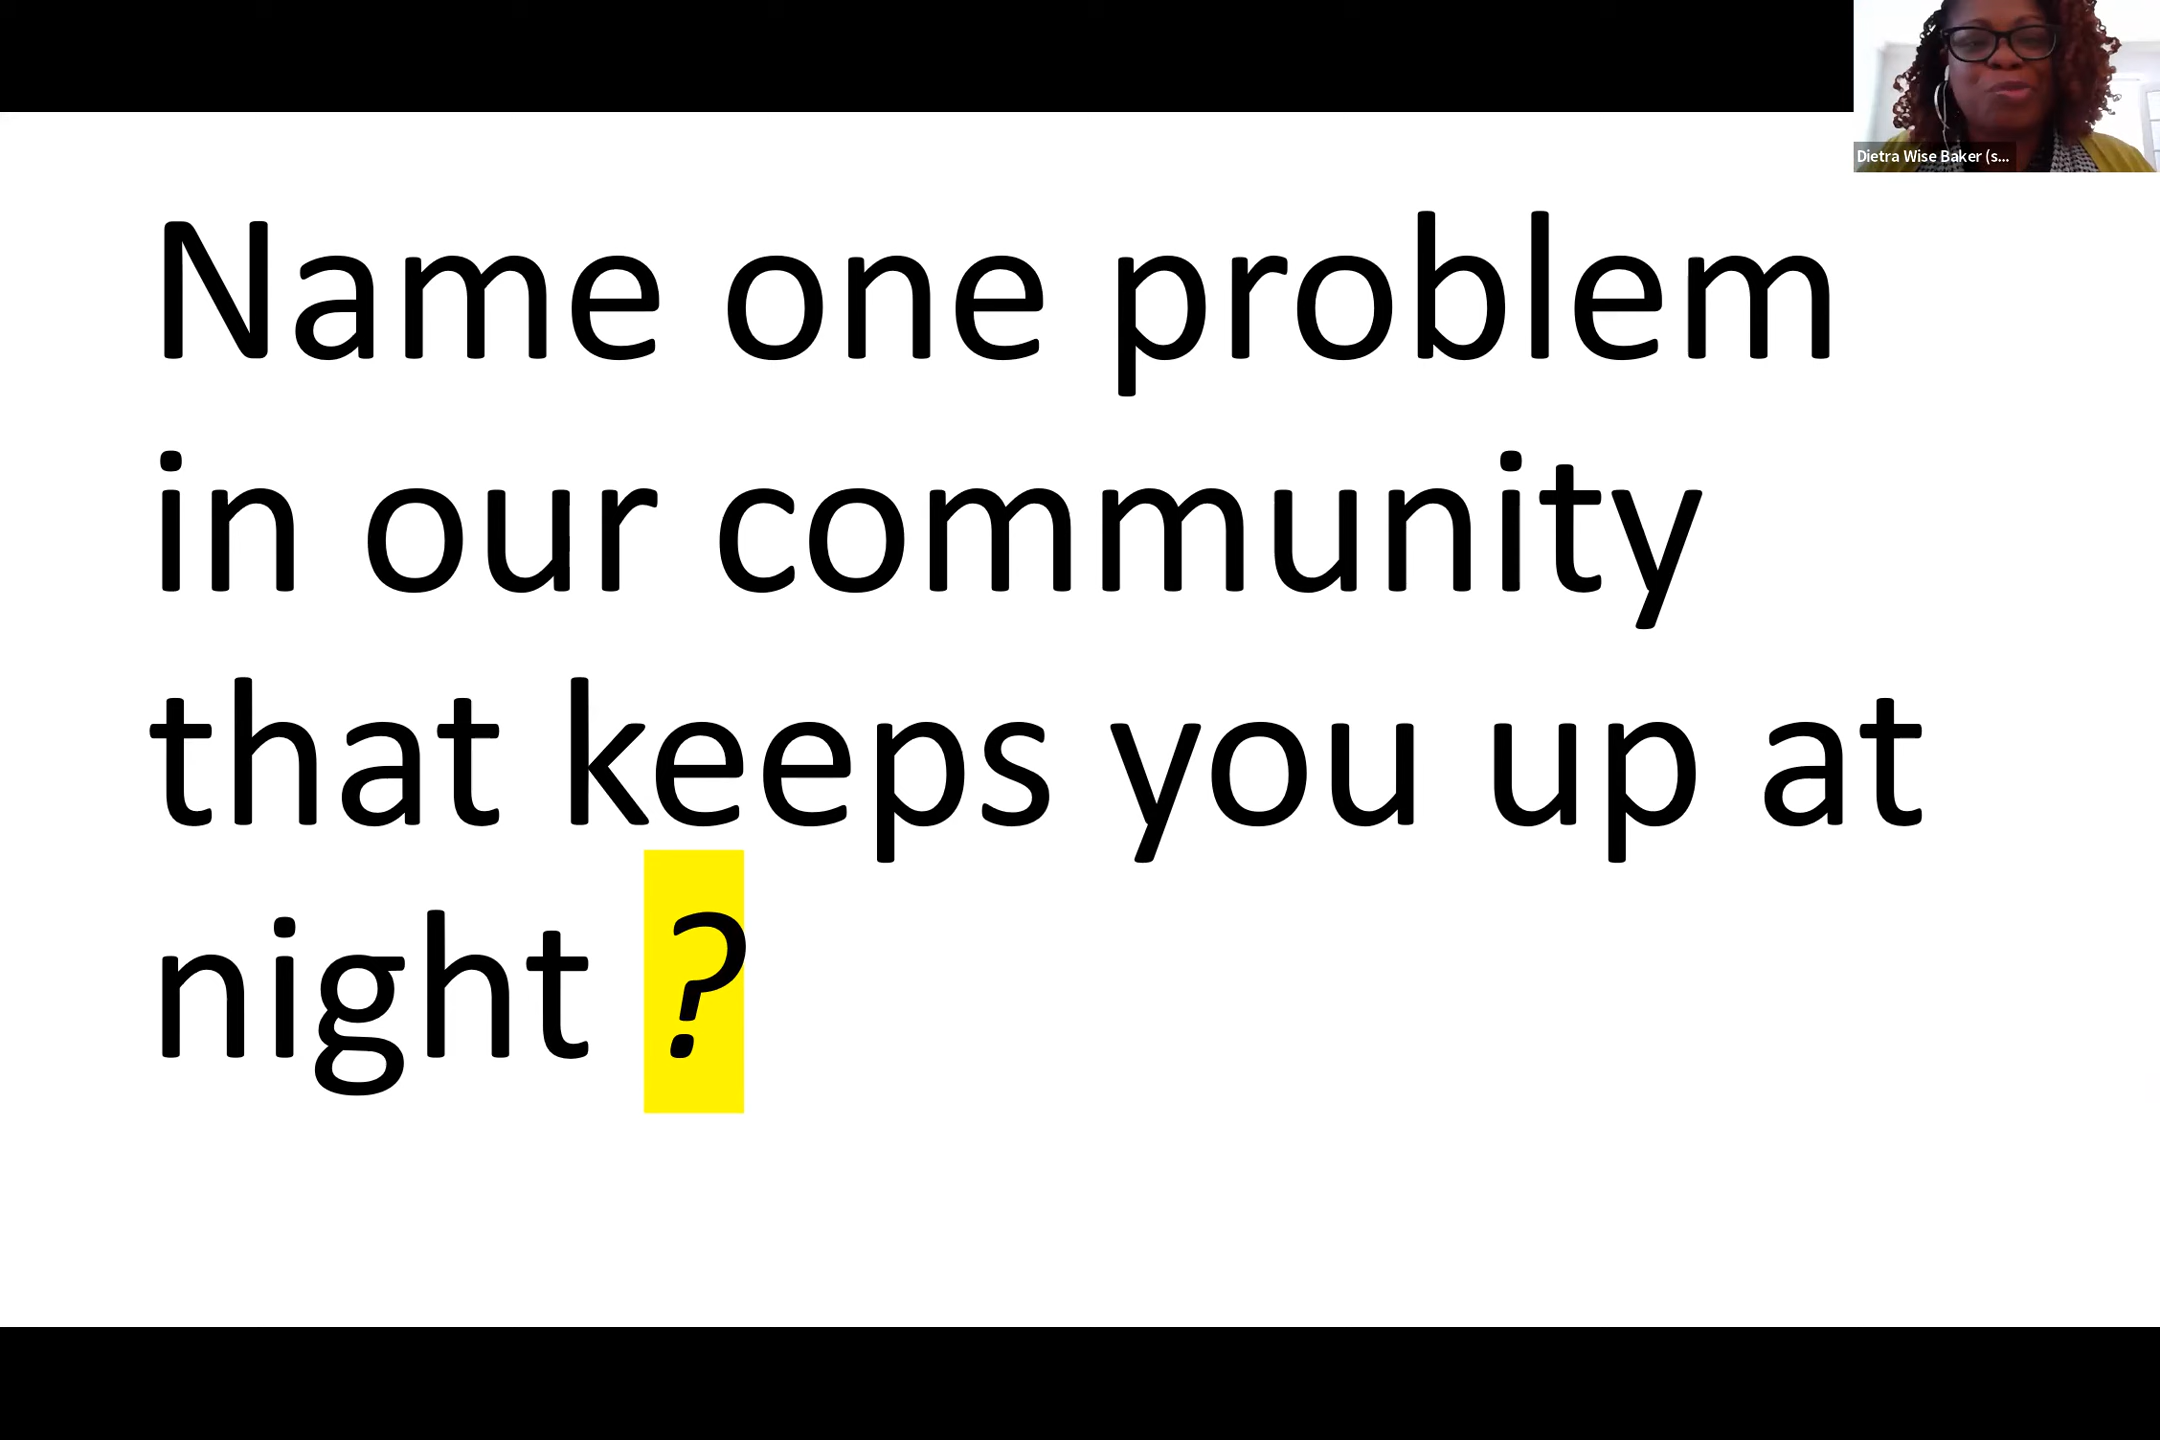 Dietra Wise Baker (s...
Name one problem
in our community
that keeps you up at
night ?